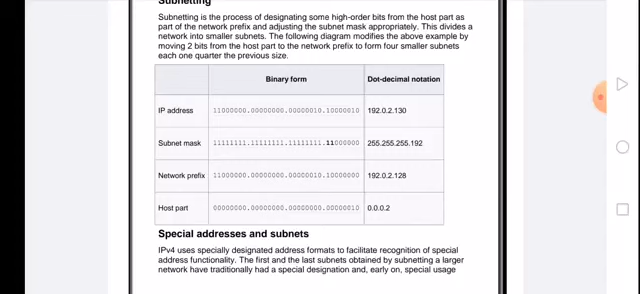 Subnetting
Subnetting is the process of designating some high-order bits from the host part as
part of the network prefix and adjusting the subnet mask appropriately. This divides a
network into smaller subnets. The following diagram modifies the above example by
moving 2 bits from the host part to the network prefix to form four smaller subnets
each one quarter the previous size.
Binary form Dot-decimal notation
IP address 11000000.00000000.00000010.10000010 192.0.2.130
Subnet mask 11111111.11111111.11111111.11000000 255.255.255.192
Network prefix 11000000.00000000.00000010.10000000 192.0.2.128
Host part 00000000.00000000.00000000.00000010 0.0.0.2
Special addresses and subnets
IPv4 uses specially designated address formats to facilitate recognition of special
address functionality. The first and the last subnets obtained by subnetting a larger
network have traditionally had a special designation and, early on, special usage